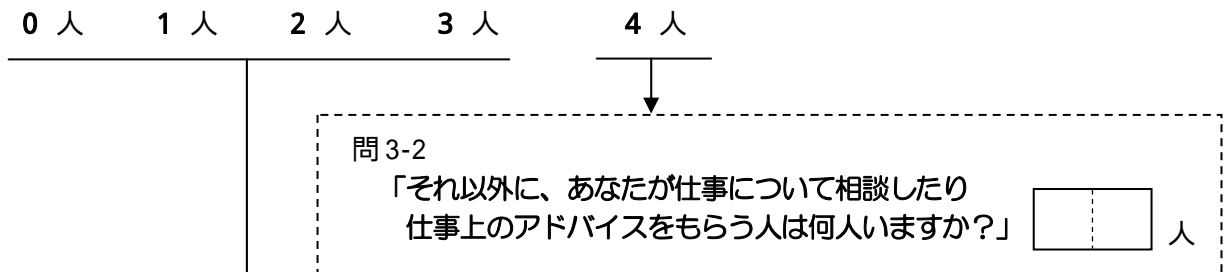 0 人 1 人 2 人 3 人 4 人
問 3-2
「それ以外に、あなたが仕事について相談したり
仕事上のアドバイスをもらう人は何人いますか？」 人